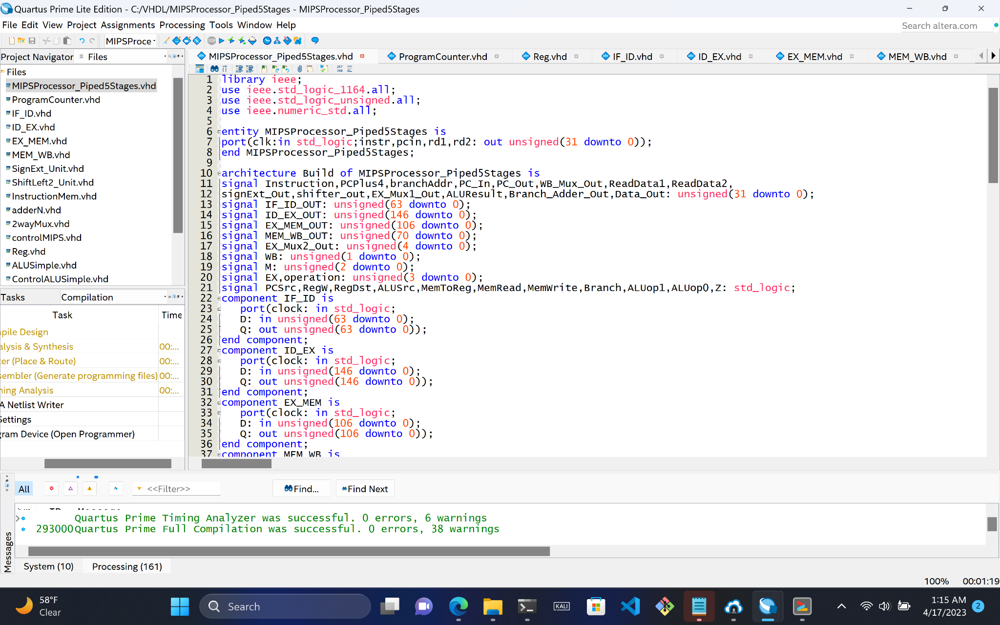 Quartus Prime Lite Edition - C:/VHDL/MIPSProcessor_Piped5Stages - MIPSProcessor_Piped5Stages
File Edit View Project Assignments Processing Tools Window Help
Search altera.com
MIPSProce
STOP
Project Navigator Files
MIPSProcessor_Piped5Stages.vhd ProgramCounter.vhd Reg.vhd IF_ID.vhd ID_EX.vhd EX_MEM.vhd MEM_WB.vhd
267
268
Files
MIPSProcessor_Piped5Stages.vhd
ProgramCounter.vhd
IF_ID.vhd
ID_EX.vhd
EX_MEM.vhd
MEM_WB.vhd
SignExt_Unit.vhd
ShiftLeft2_Unit.vhd
InstructionMem.vhd
adderN.vhd
2wayMux.vhd
controlMIPS.vhd
Reg.vhd
ALUSimple.vhd
ControlALUSimple.vhd
Tasks Compilation
Task Time
pile Design
alysis & Synthesis 00:...
ter (Place & Route) 00:...
sembler (Generate programming files) 00:...
ning Analysis 00:...
A Netlist Writer
Settings
gram Device (Open Programmer)
1 library ieee;
2 use ieee.std_logic_1164.all;
3 use ieee.std_logic_unsigned.all;
4 use ieee.numeric_std.all;
5
6 entity MIPSProcessor_Piped5Stages is
7 port(clk:in std_logic;instr,pcin,rd1,rd2: out unsigned(31 downto 0));
8 end MIPSProcessor_Piped5Stages;
9
10 architecture Build of MIPSProcessor_Piped5Stages is
11 signal Instruction,PCPlus4,branchAddr,PC_In,PC_Out,WB_Mux_Out,ReadData1,ReadData2,
12 signExt_Out,shifter_out,EX_Mux1_Out,ALUResult,Branch_Adder_Out,Data_Out: unsigned(31 downto 0);
13 signal IF_ID_OUT: unsigned(63 downto 0);
14 signal ID_EX_OUT: unsigned(146 downto 0);
15 signal EX_MEM_OUT: unsigned(106 downto 0);
16 signal MEM_WB_OUT: unsigned(70 downto 0);
17 signal EX_Mux2_Out: unsigned(4 downto 0);
18 signal WB: unsigned(1 downto 0);
19 signal M: unsigned(2 downto 0);
20 signal EX,operation: unsigned(3 downto 0);
21 signal PCSrc,RegW,RegDst,ALUSrc,MemToReg,MemRead,MemWrite,Branch,ALUop1,ALUop0,Z: std_logic;
22 component IF_ID is
23 port(clock: in std_logic;
24 D: in unsigned(63 downto 0);
25 Q: out unsigned(63 downto 0));
26 end component;
27 component ID_EX is
28 port(clock: in std_logic;
29 D: in unsigned(146 downto 0);
30 Q: out unsigned(146 downto 0));
31 end component;
32 component EX_MEM is
33 port(clock: in std_logic;
34 D: in unsigned(106 downto 0);
35 Q: out unsigned(106 downto 0));
36 end component;
37 component MEM_WB is
All <<Filter>> Find... Find Next
Quartus Prime Timing Analyzer was successful. 0 errors, 6 warnings
293000 Quartus Prime Full Compilation was successful. 0 errors, 38 warnings
Messages
System (10) Processing (161)
100% 00:01:19
58°F
Clear
Search
KALI
1:15 AM
4/17/2023
2